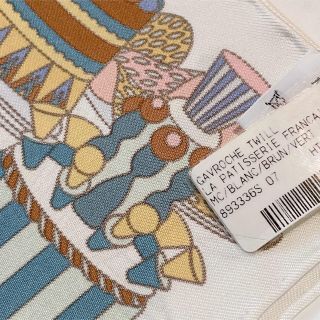 GAVROCHE TWILL
LA PATISSERIE FRANCAI
MC/BLANC/BRUN/VERT
893336S 07